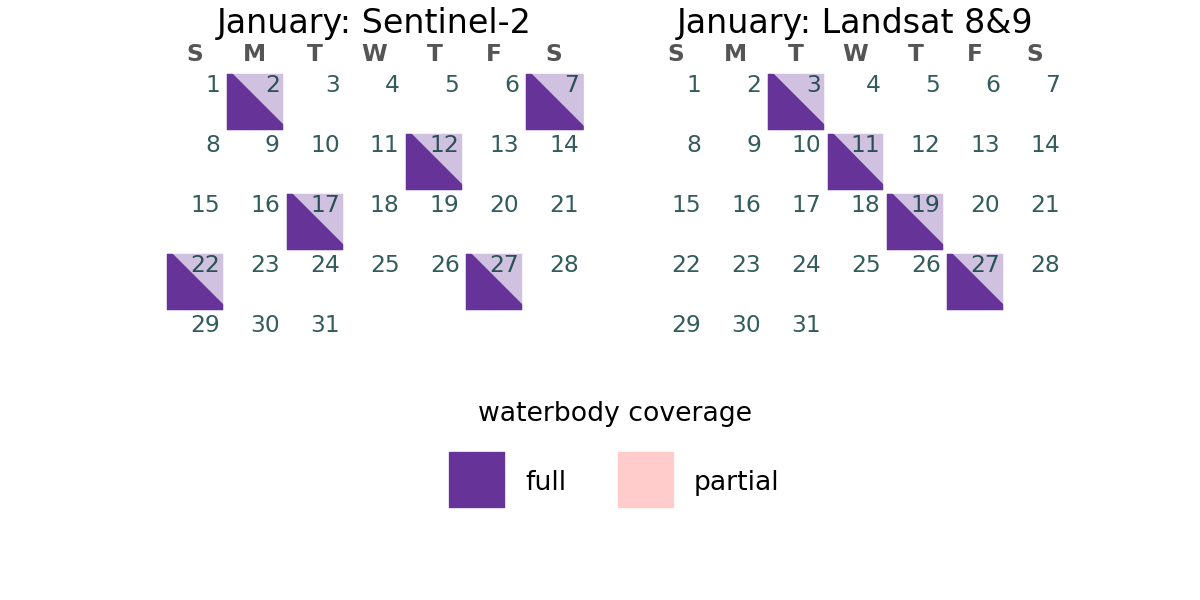 January: Sentinel-2
S M T W T F S
1 2 3 4 5 6 7
8 9 10 11 12 13 14
15 16 17 18 19 20 21
22 23 24 25 26 27 28
29 30 31
January: Landsat 8&9
S M T W T F S
1 2 3 4 5 6 7
8 9 10 11 12 13 14
15 16 17 18 19 20 21
22 23 24 25 26 27 28
29 30 31
waterbody coverage
full partial